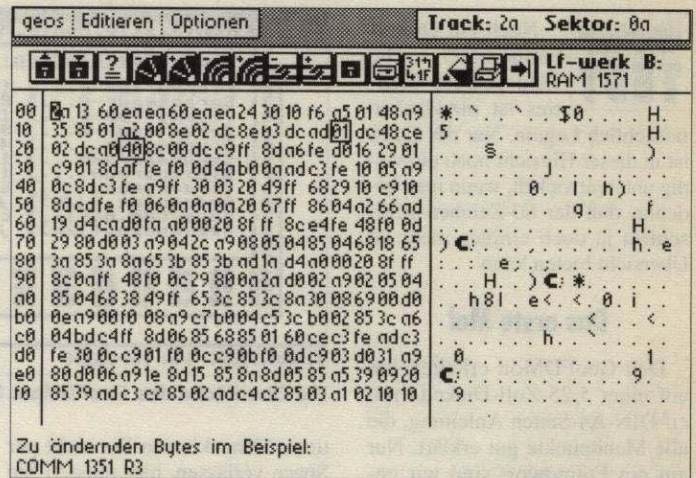 geos Editieren Optionen Track: 2a Sektor: 0a
Lf-werk B:
RAM 1571
00 2a 13 60 ea ea 60 ea ea 24 30 10 f6 a5 01 48 a9 *. ` . . ` . . $0 . . . . H.
10 35 85 01 a2 00 8e 02 dc 8e 03 dc ad 01 dc 48 ce 5 . . . . . . . . . . . . . H.
20 02 dc a0 40 8c 00 dc c9 ff 8d a6 fe d0 16 29 01 . . . § . . . . . . . . . . ) .
30 c9 01 8d af fe f0 0d 4a b0 0a ad c3 fe 10 05 a9 . . . . . . . J . . . . . . . .
40 0c 8d c3 fe a9 ff 30 03 20 49 ff 68 29 10 c9 10 . . . . . . 0 . I . h ) . . .
50 8d cd fe f0 06 0a 0a 0a 20 67 ff 86 04 a2 66 ad . . . . . . . . g . . . . f .
60 19 d4 ca d0 fa a0 00 20 8f ff 8c e4 fe 48 f0 0d . . . . . . . . . . . . H . .
70 29 80 d0 03 a9 04 2c a9 08 05 04 85 04 68 18 65 ) C: . . . . , . . . . . . h . e
80 3a 85 3a 8a 65 3b 85 3b ad 1a d4 a0 00 20 8f ff : . : . e ; . ; . . . . . . .
90 8c 0a ff 48 f0 0c 29 80 0a 2a d0 02 a9 02 05 04 . . . H . . ) C: . * . . . . . .
a0 85 04 68 38 49 ff 65 3c 85 3c 8a 30 08 69 00 d0 . . h 8 I . e < . < . 0 . i . .
b0 0e a9 00 f0 08 a9 c7 b0 04 c5 3c b0 02 85 3c a6 . . . . . . . . . . < . . . < .
c0 04 bd c4 ff 8d 06 85 68 85 01 60 ce c3 fe ad c3 . . . . . . . h . . ` . . . . .
d0 fe 30 0c c9 01 f0 0c c9 0b f0 0d c9 03 d0 31 a9 . 0 . . . . . . . . . . . . 1 .
e0 80 d0 06 a9 1e 8d 15 85 8a 8d 05 85 a5 39 09 20 C: . . . . . . . . . . . . 9 .
f0 85 39 ad c3 c2 85 02 ad c4 c2 85 03 a1 02 10 10 . 9 . . . . . . . . . . . . . .
Zu ändernden Bytes im Beispiel:
COMM 1351 R3